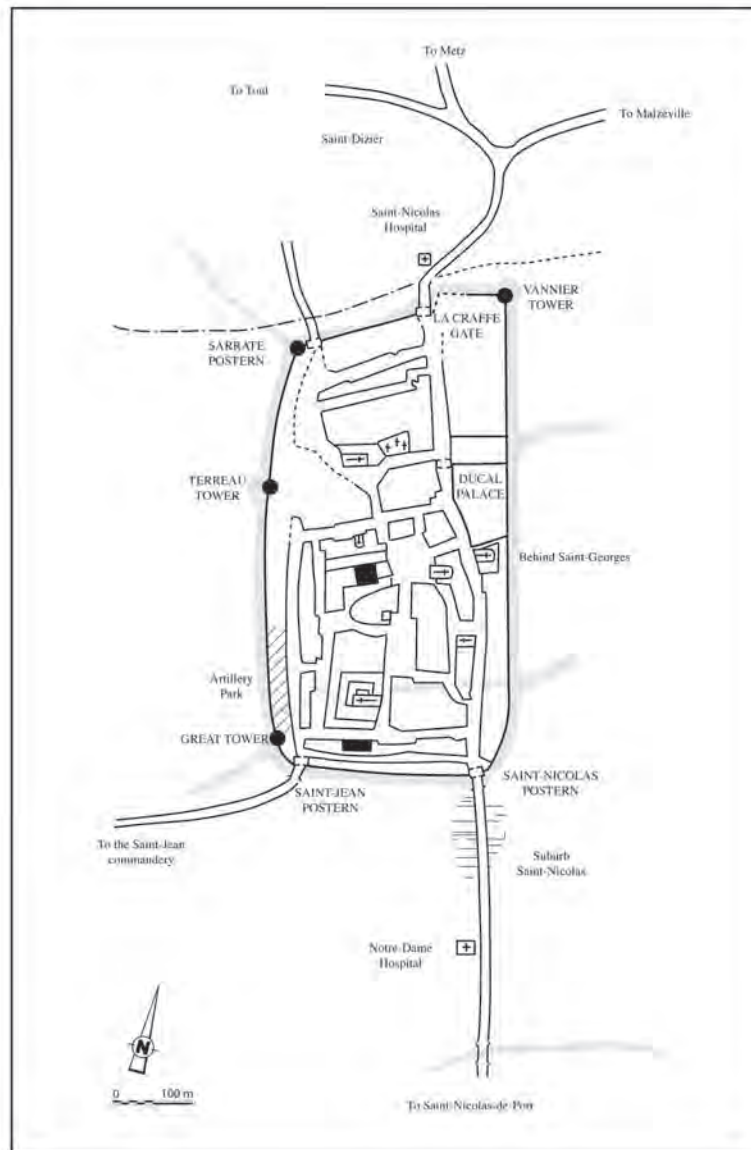 To Metz
To Toul
To Malzéville
Saint-Dizier
Saint-Nicolas
Hospital
VANNIER
TOWER
LA CRAFFE
GATE
SARRATE
POSTERN
TERREAU
TOWER
DUCAL
PALACE
Behind Saint-Georges
Artillery
Park
GREAT TOWER
SAINT-JEAN
POSTERN
SAINT-NICOLAS
POSTERN
To the Saint-Jean
commandery
Suburb
Saint-Nicolas
Notre-Dame
Hospital
N
0 100 m
To Saint-Nicolas-de-Port